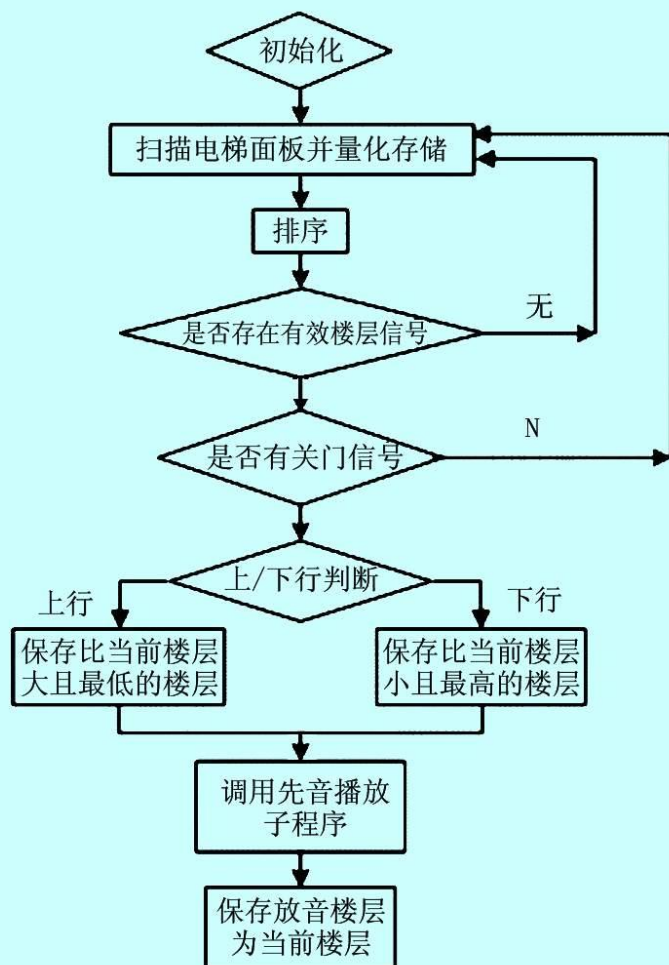 初始化
扫描电梯面板并量化存储
排序
是否存在有效楼层信号
无
是否有关门信号
N
上/下行判断
上行
下行
保存比当前楼层
大且最低的楼层
保存比当前楼层
小且最高的楼层
调用先音播放
子程序
保存放音楼层
为当前楼层